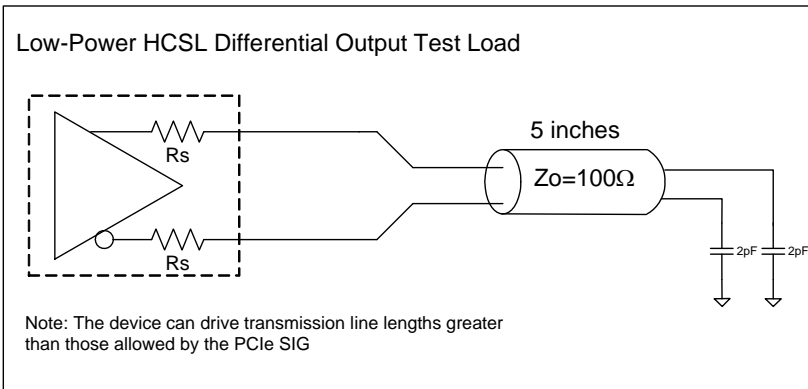 Low-Power HCSL Differential Output Test Load
Rs
Rs
5 inches
Zo=100Ω
2pF
2pF
Note: The device can drive transmission line lengths greater
than those allowed by the PCIe SIG